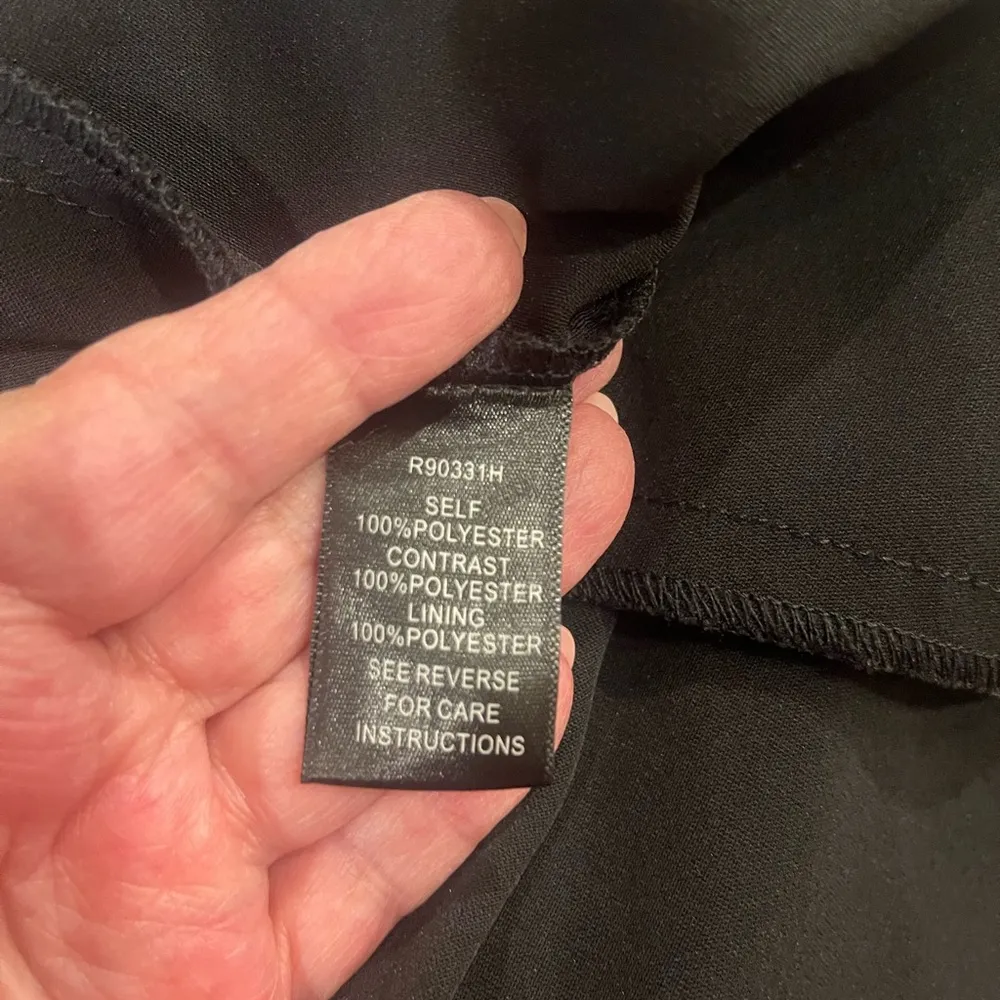 R90331H
SELF
100%POLYESTER
CONTRAST
100%POLYESTER
LINING
100%POLYESTER
SEE REVERSE
FOR CARE
INSTRUCTIONS